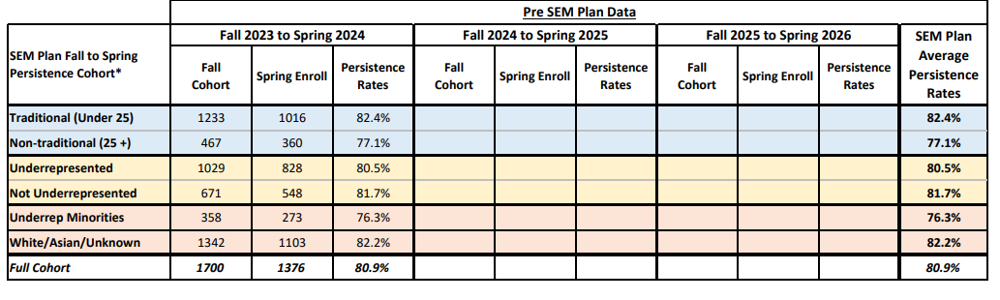 Pre SEM Plan Data
SEM Plan Fall to Spring Persistence Cohort* Fall 2023 to Spring 2024 Fall 2024 to Spring 2025 Fall 2025 to Spring 2026 SEM Plan Average Persistence Rates
Fall Cohort Spring Enroll Persistence Rates Fall Cohort Spring Enroll Persistence Rates Fall Cohort Spring Enroll Persistence Rates
Traditional (Under 25) 1233 1016 82.4% 82.4%
Non-traditional (25 +) 467 360 77.1% 77.1%
Underrepresented 1029 828 80.5% 80.5%
Not Underrepresented 671 548 81.7% 81.7%
Underrep Minorities 358 273 76.3% 76.3%
White/Asian/Unknown 1342 1103 82.2% 82.2%
Full Cohort 1700 1376 80.9% 80.9%